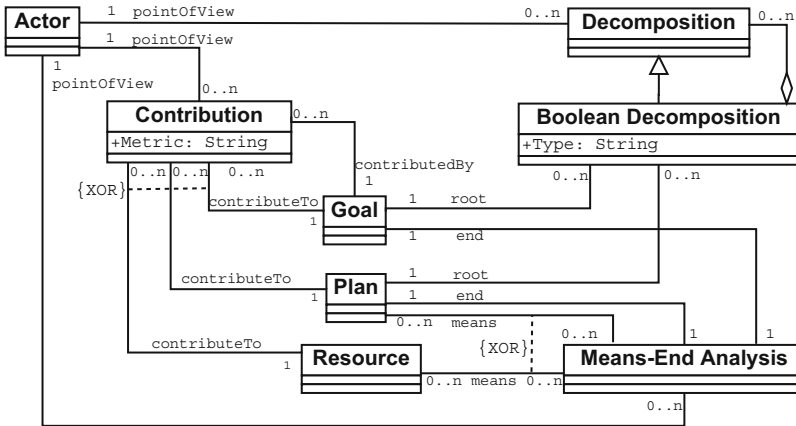 Actor
1 pointOfView
0..n
Decomposition
0..n
1 pointOfView
1
pointOfView
0..n
Contribution
+Metric: String
0..n
Boolean Decomposition
+Type: String
0..n
0..n
0..n 0..n 0..n
{XOR}
contributedBy
1
contributeTo
1
Goal
1 root
1 end
contributeTo
1
Plan
1 root
1 end
0..n means
0..n
1
1
{XOR}
contributeTo
1
Resource
0..n means 0..n
Means-End Analysis
0..n